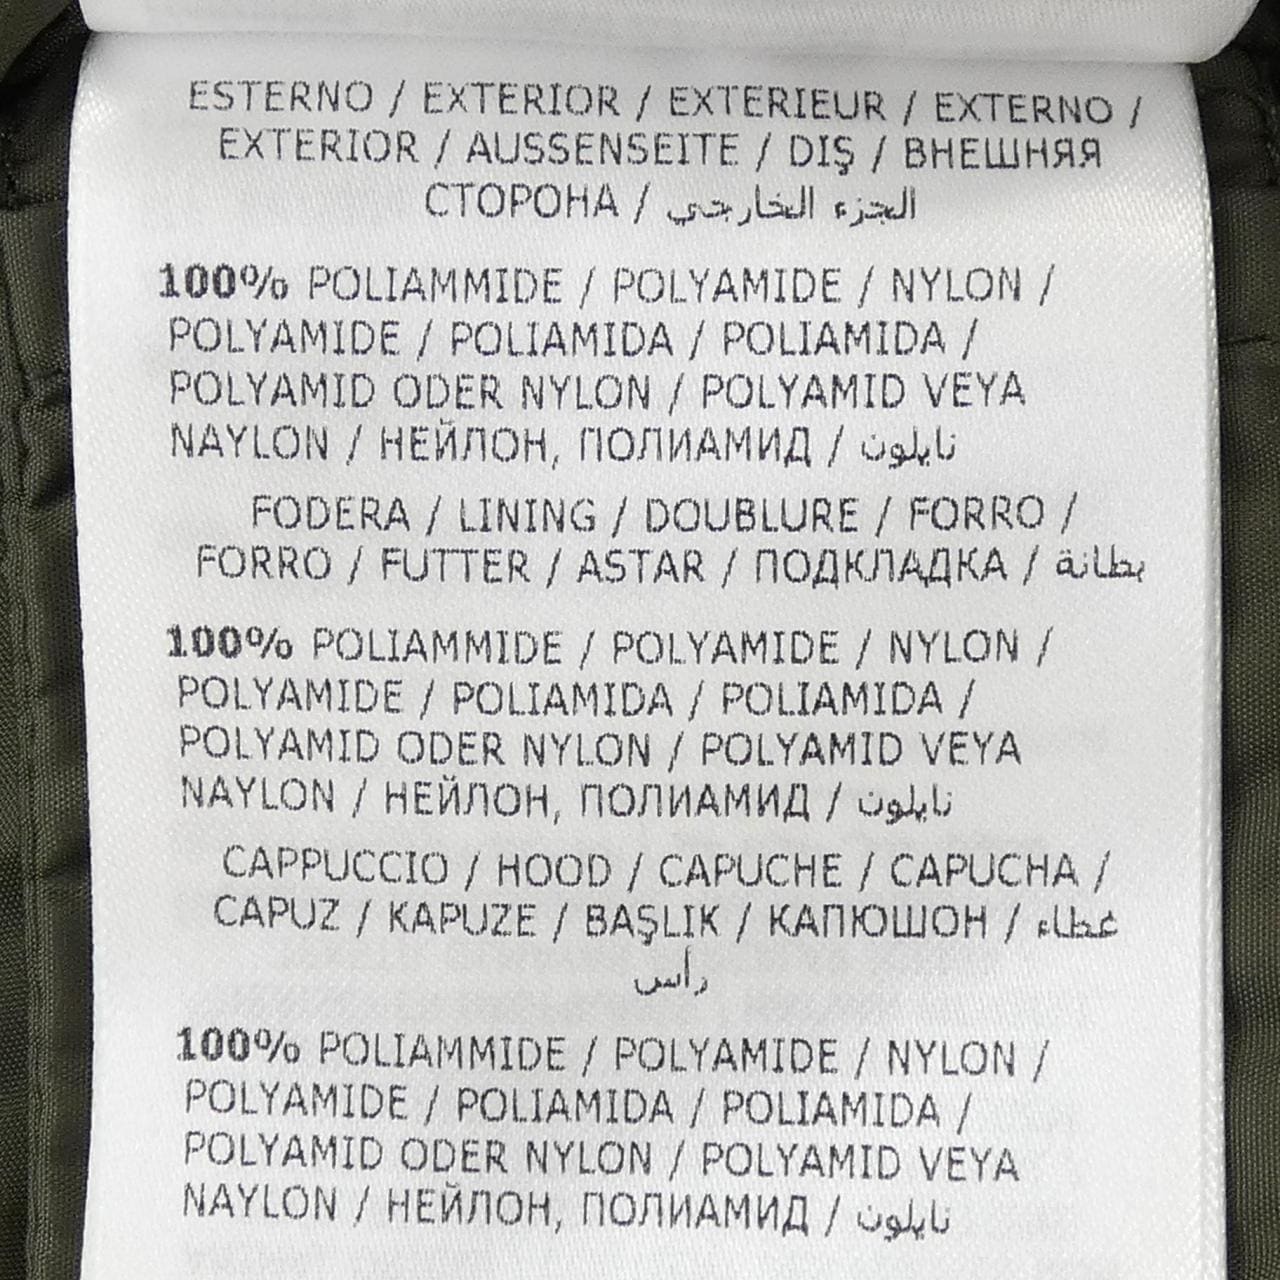 ESTERNO / EXTERIOR / EXTERIEUR / EXTERNO /
EXTERIOR / AUSSENSEITE / DIŞ / ВНЕШНЯЯ
СТОРОНА / الجزء الخارجي
100% POLIAMMIDE / POLYAMIDE / NYLON /
POLYAMIDE / POLIAMIDA / POLIAMIDA /
POLYAMID ODER NYLON / POLYAMID VEYA
NAYLON / НЕЙЛОН, ПОЛИАМИД / نايلون
FODERA / LINING / DOUBLURE / FORRO /
FORRO / FUTTER / ASTAR / ПОДКЛАДКА / بطانة
100% POLIAMMIDE / POLYAMIDE / NYLON /
POLYAMIDE / POLIAMIDA / POLIAMIDA /
POLYAMID ODER NYLON / POLYAMID VEYA
NAYLON / НЕЙЛОН, ПОЛИАМИД / نايلون
CAPPUCCIO / HOOD / CAPUCHE / CAPUCHA /
CAPUZ / KAPUZE / BAŞLIK / КАПЮШОН / غطاء
رأس
100% POLIAMMIDE / POLYAMIDE / NYLON /
POLYAMIDE / POLIAMIDA / POLIAMIDA /
POLYAMID ODER NYLON / POLYAMID VEYA
NAYLON / НЕЙЛОН, ПОЛИАМИД / نايلون